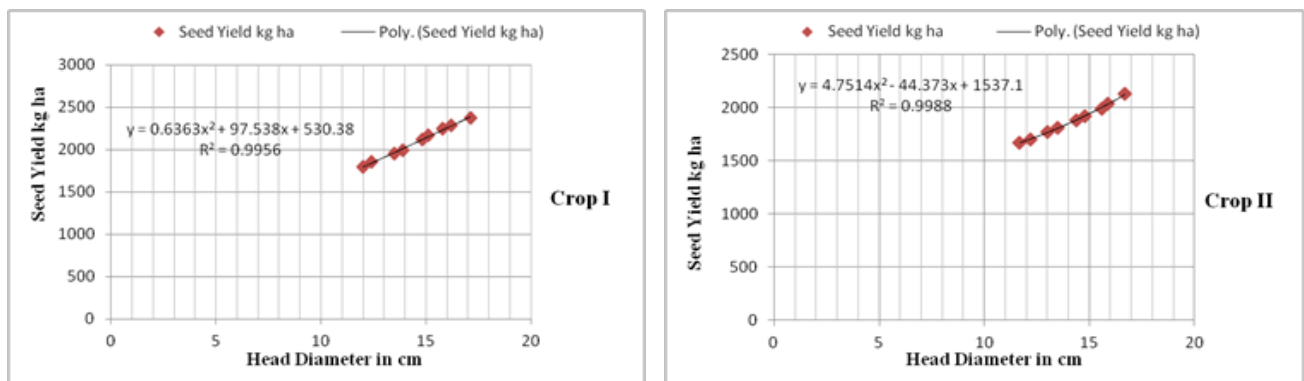 Seed Yield kg ha Poly. (Seed Yield kg ha)
3000
2500
2000
1500
1000
500
0
y = 0.6363x² + 97.538x + 530.38
R² = 0.9956
Seed Yield kg ha
Crop I
0 5 10 15 20
Head Diameter in cm
Seed Yield kg ha Poly. (Seed Yield kg ha)
2500
2000
1500
1000
500
0
y = 4.7514x² - 44.373x + 1537.1
R² = 0.9988
Seed Yield kg ha
Crop II
0 5 10 15 20
Head Diameter in cm